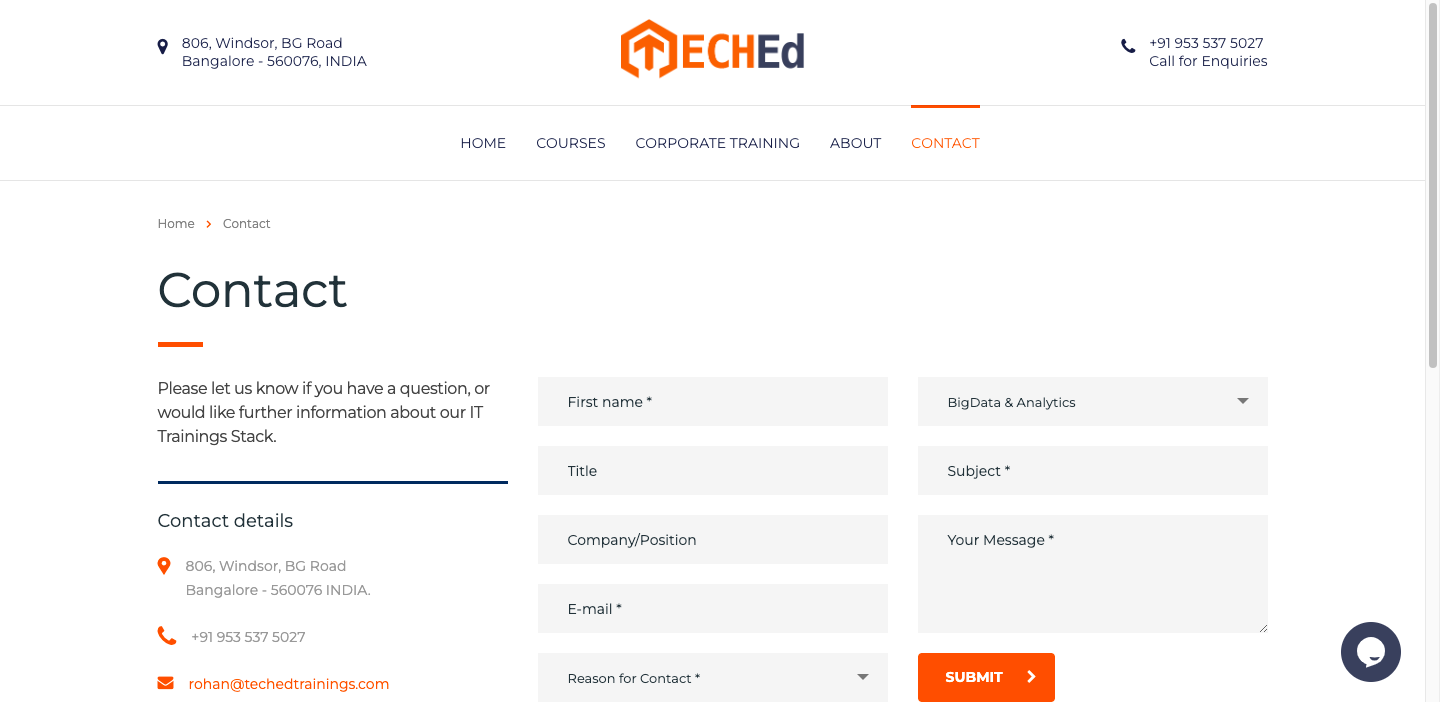 806, Windsor, BG Road
Bangalore - 560076, INDIA
TECHEd
+91 953 537 5027
Call for Enquiries
HOME
COURSES
CORPORATE TRAINING
ABOUT
CONTACT
Home
Contact
Contact
Please let us know if you have a question, or
would like further information about our IT
Trainings Stack.
Contact details
806, Windsor, BG Road
Bangalore - 560076 INDIA.
+91 953 537 5027
rohan@techedtrainings.com
First name *
Title
Company/Position
E-mail *
Reason for Contact *
BigData & Analytics
Subject *
Your Message *
SUBMIT